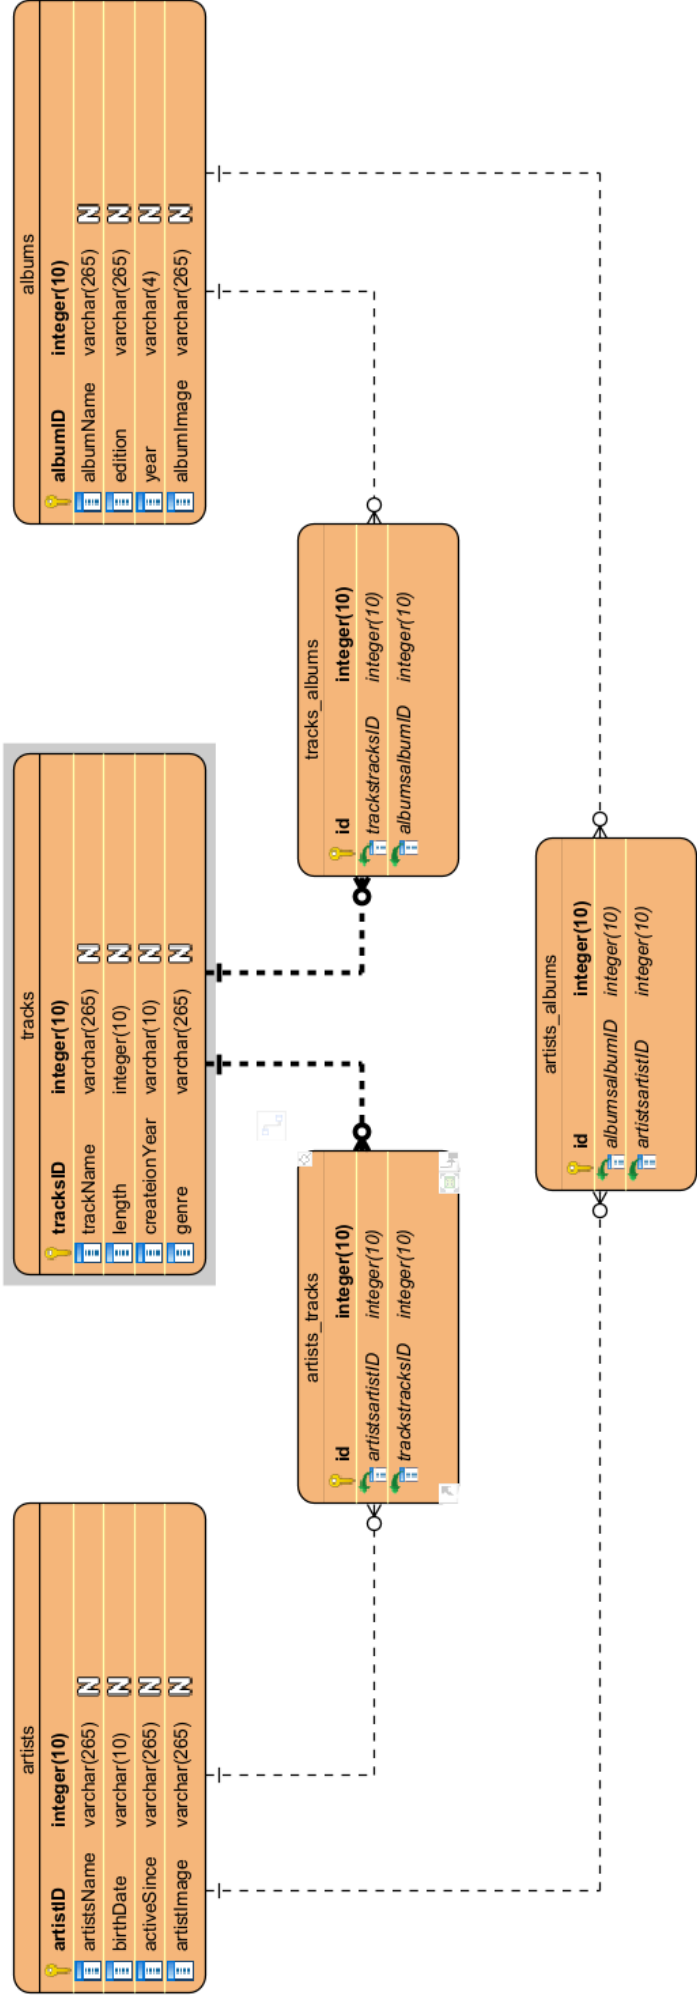 artists
artistID integer(10)
artistsName varchar(265) N
birthDate varchar(10) N
activeSince varchar(265) N
artistImage varchar(265) N
tracks
tracksID integer(10)
trackName varchar(265) N
length integer(10) N
createionYear varchar(10) N
genre varchar(265) N
albums
albumID integer(10)
albumName varchar(265) N
edition varchar(265) N
year varchar(4) N
albumImage varchar(265) N
artists_tracks
id integer(10)
artistsartistID integer(10)
trackstracksID integer(10)
tracks_albums
id integer(10)
trackstracksID integer(10)
albumsalbumID integer(10)
artists_albums
id integer(10)
albumsalbumID integer(10)
artistsartistID integer(10)